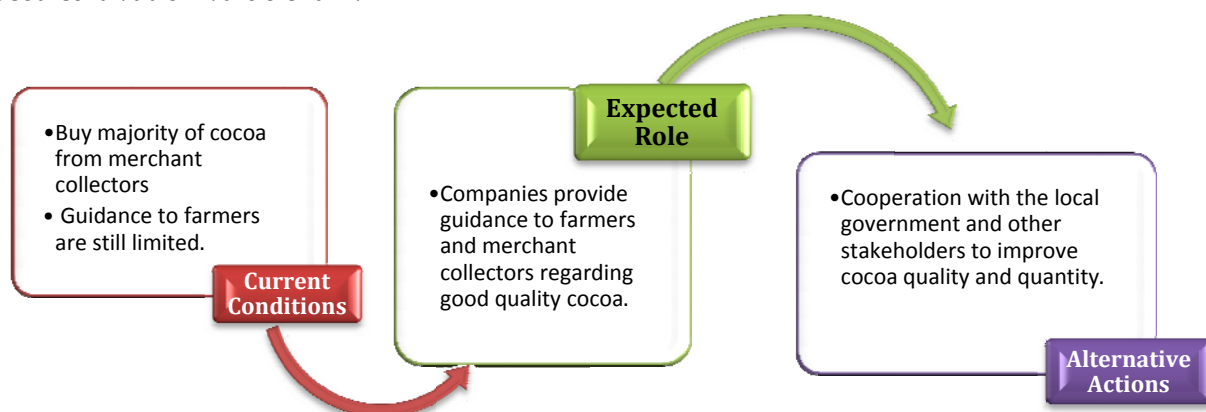 •Buy majority of cocoa
from merchant
collectors
• Guidance to farmers
are still limited.
Current
Conditions
Expected
Role
•Companies provide
guidance to farmers
and merchant
collectors regarding
good quality cocoa.
•Cooperation with the local
government and other
stakeholders to improve
cocoa quality and quantity.
Alternative
Actions